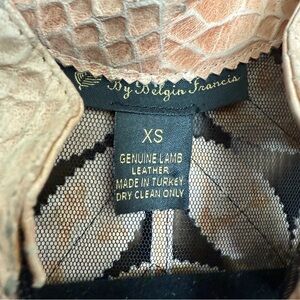 By Belgin Francis
XS
GENUINE LAMB
LEATHER
MADE IN TURKEY
DRY CLEAN ONLY